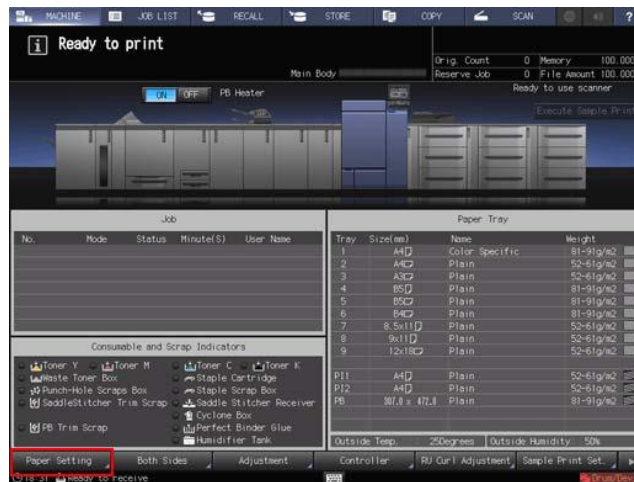 MACHINE JOB LIST RECALL STORE COPY SCAN ?
i Ready to print
Main Body
Orig. Count 0 Memory 100.000
Reserve Job 0 File Amount 100.000
ON OFF PB Heater
Ready to use scanner
Execute Sample Print
Job
No. Mode Status Minute(S) User Name
Paper Tray
Tray Size(mm) Name Weight
1 A4 Color Specific 81-91g/m2
2 A4 Plain 52-61g/m2
3 A3 Plain 52-61g/m2
4 B5 Plain 81-91g/m2
5 B5 Plain 81-91g/m2
6 B4 Plain 81-91g/m2
7 8.5x11 Plain 52-61g/m2
8 9x11 Plain 52-61g/m2
9 12x18 Plain 52-61g/m2
PI1 A4 Plain 81-91g/m2
PI2 A4 Plain 81-91g/m2
PB 307.0 x 472.0 Plain 81-91g/m2
Outside Temp. 25Degrees Outside Humidity 50%
Consumable and Scrap Indicators
Toner Y Toner M Toner C Toner K
Waste Toner Box Staple Cartridge
Punch-Hole Scraps Box Staple Scrap Box
SaddleStitcher Trim Scrap Saddle Stitcher Receiver
Cyclone Box
PB Trim Scrap Perfect Binder Glue
Humidifier Tank
Paper Setting Both Sides Adjustment Controller RU Curl Adjustment Sample Print Set.
18:31 Ready to receive Drum/Dev